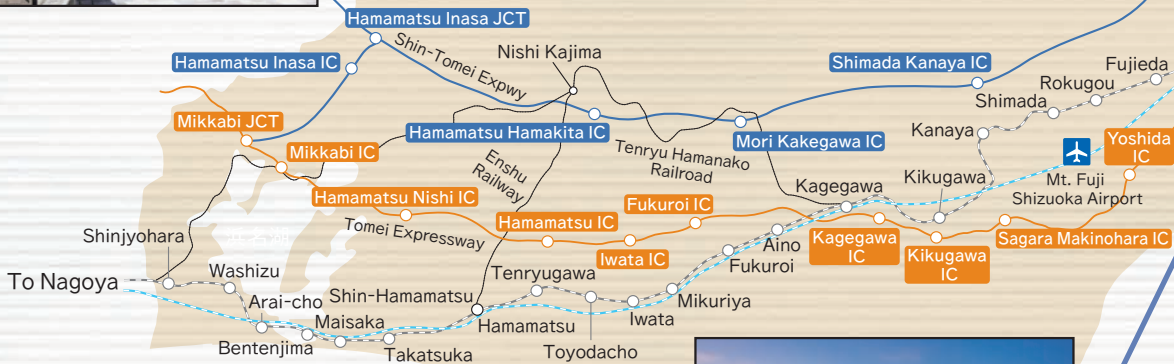 Hamamatsu Inasa JCT
Hamamatsu Inasa IC
Shin-Tomei Expwy
Nishi Kajima
Shimada Kanaya IC
Fujieda
Rokugou
Shimada
Mikkabi JCT
Hamamatsu Hamakita IC
Mori Kakegawa IC
Kanaya
Yoshida
IC
Mikkabi IC
Enshu
Railway
Tenryu Hamanako
Railroad
Kagegawa
Kikugawa
Mt. Fuji
Shizuoka Airport
Hamamatsu Nishi IC
Tomei Expressway
Hamamatsu IC
Fukuroi IC
Iwata IC
Aino
Fukuroi
Kagegawa
IC
Kikugawa
IC
Sagara Makinohara IC
Shinjyohara
浜名湖
To Nagoya
Washizu
Arai-cho
Bentenjima
Maisaka
Takatsuka
Shin-Hamamatsu
Hamamatsu
Tenryugawa
Toyodacho
Iwata
Mikuriya